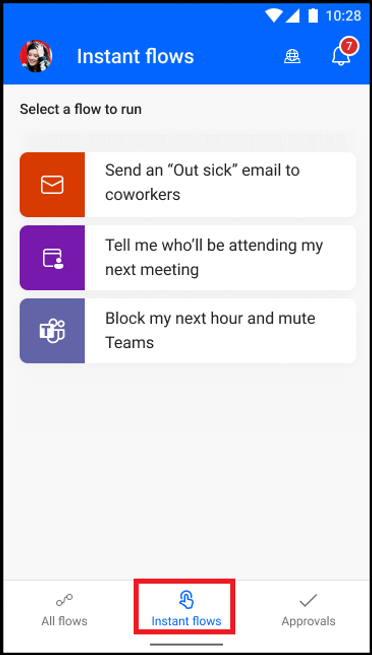 10:28
Instant flows
7
Select a flow to run
Send an “Out sick” email to
coworkers
Tell me who’ll be attending my
next meeting
Block my next hour and mute
Teams
T
All flows
Instant flows
Approvals